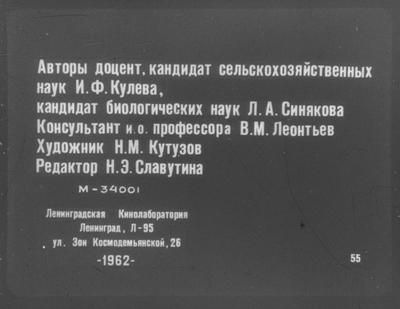 Авторы доцент, кандидат сельскохозяйственных
наук И.Ф.Кулева,
кандидат биологических наук Л.А.Синякова
Консультант и.о. профессора В.М.Леонтьев
Художник Н.М.Кутузов
Редактор Н.Э.Славутина
М-34001
Ленинградская Кинолаборатория
Ленинград, Л-95
ул. Зои Космодемьянской, 26
-1962-
55